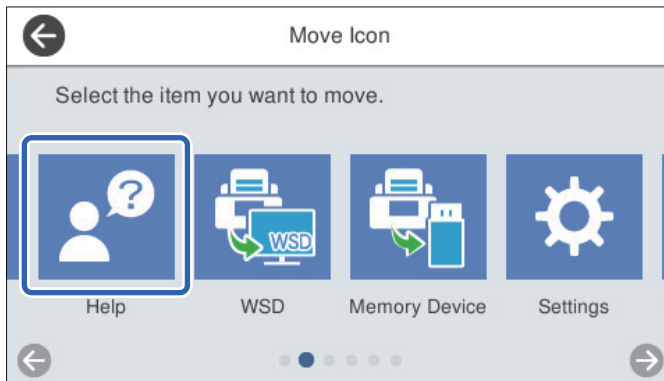 Move Icon
Select the item you want to move.
?
WSD
Help
WSD
Memory Device
Settings